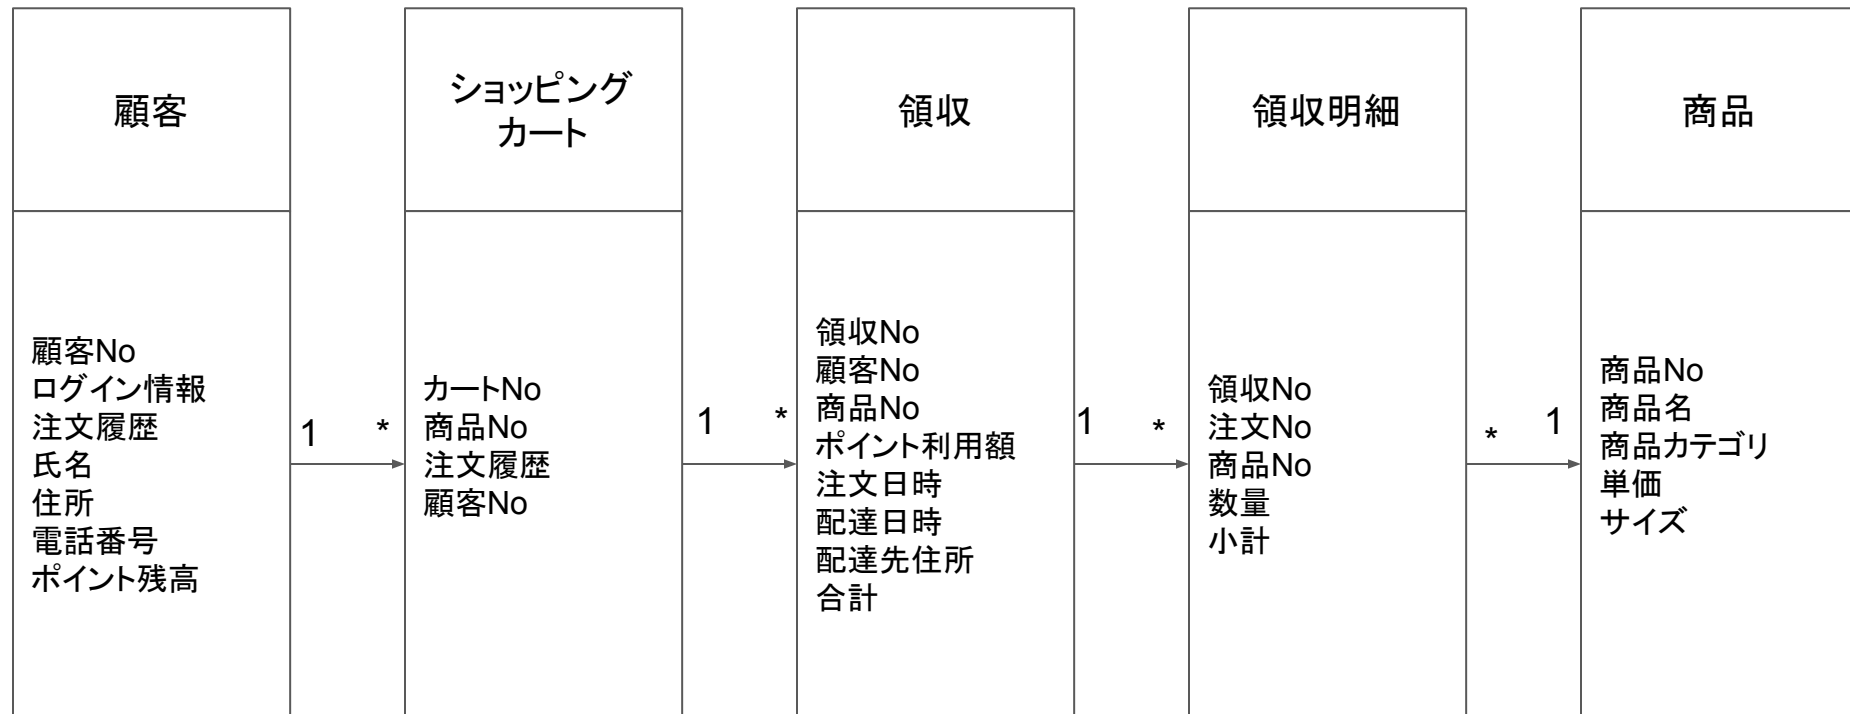 顧客
顧客No
ログイン情報
注文履歴
氏名
住所
電話番号
ポイント残高
1 *
ショッピング
カート
カートNo
商品No
注文履歴
顧客No
1 *
領収
領収No
顧客No
商品No
ポイント利用額
注文日時
配達日時
配達先住所
合計
1 *
領収明細
領収No
注文No
商品No
数量
小計
* 1
商品
商品No
商品名
商品カテゴリ
単価
サイズ